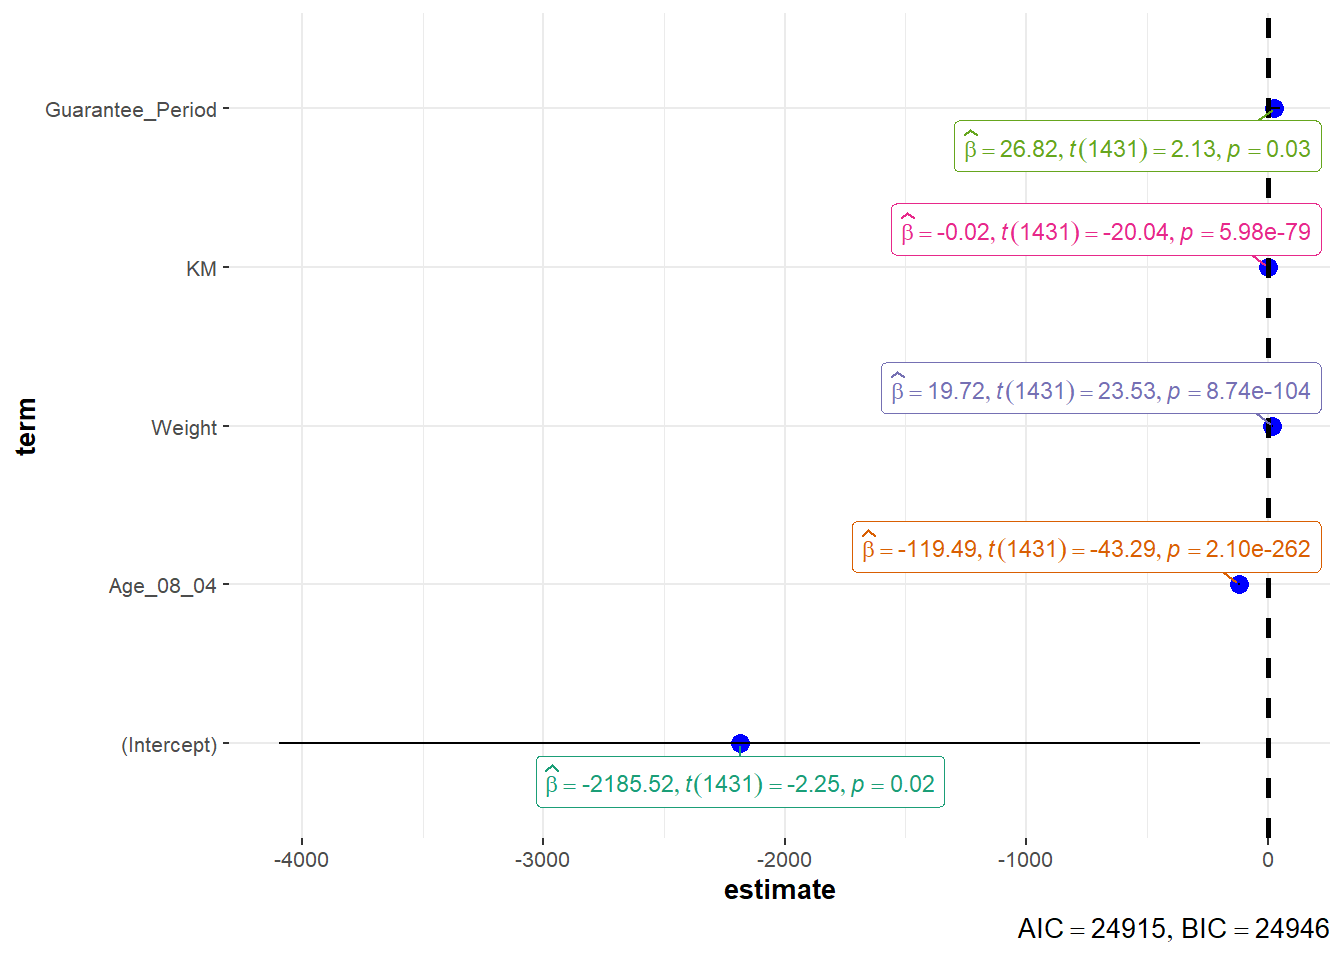 Guarantee_Period
β̂ = 26.82, t(1431) = 2.13, p = 0.03
β̂ = -0.02, t(1431) = -20.04, p = 5.98e-79
KM
β̂ = 19.72, t(1431) = 23.53, p = 8.74e-104
Weight
term
β̂ = -119.49, t(1431) = -43.29, p = 2.10e-262
Age_08_04
(Intercept)
β̂ = -2185.52, t(1431) = -2.25, p = 0.02
-4000 -3000 -2000 -1000 0
estimate
AIC = 24915, BIC = 24946